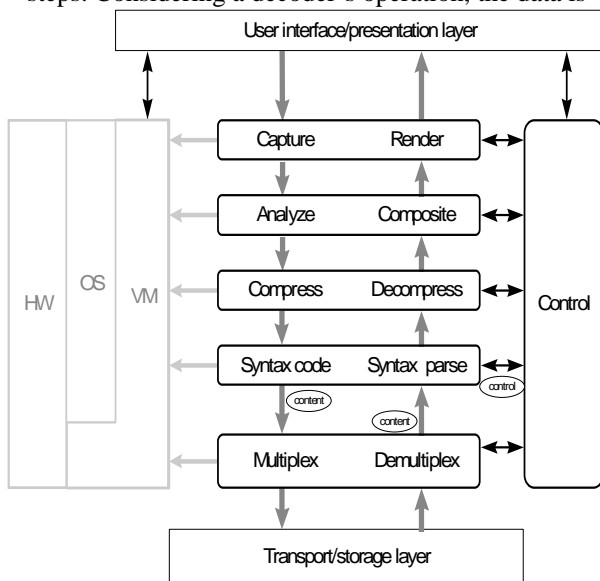 steps. Considering a decoder's operation, the data is
User interface/presentation layer
Capture Render
Analyze Composite
Compress Decompress
HW OS VM Control
Syntax code Syntax parse
content content control
Multiplex Demultiplex
Transport/storage layer